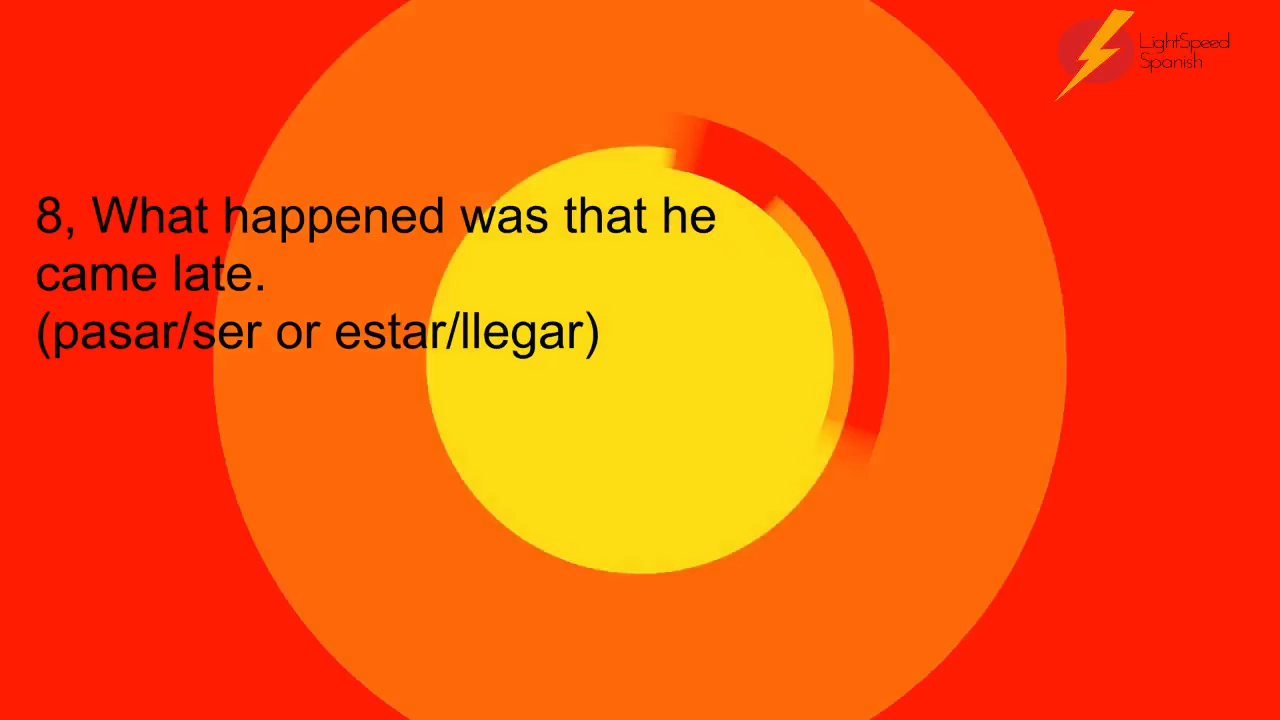 LightSpeed
Spanish
8, What happened was that he
came late.
(pasar/ser or estar/llegar)